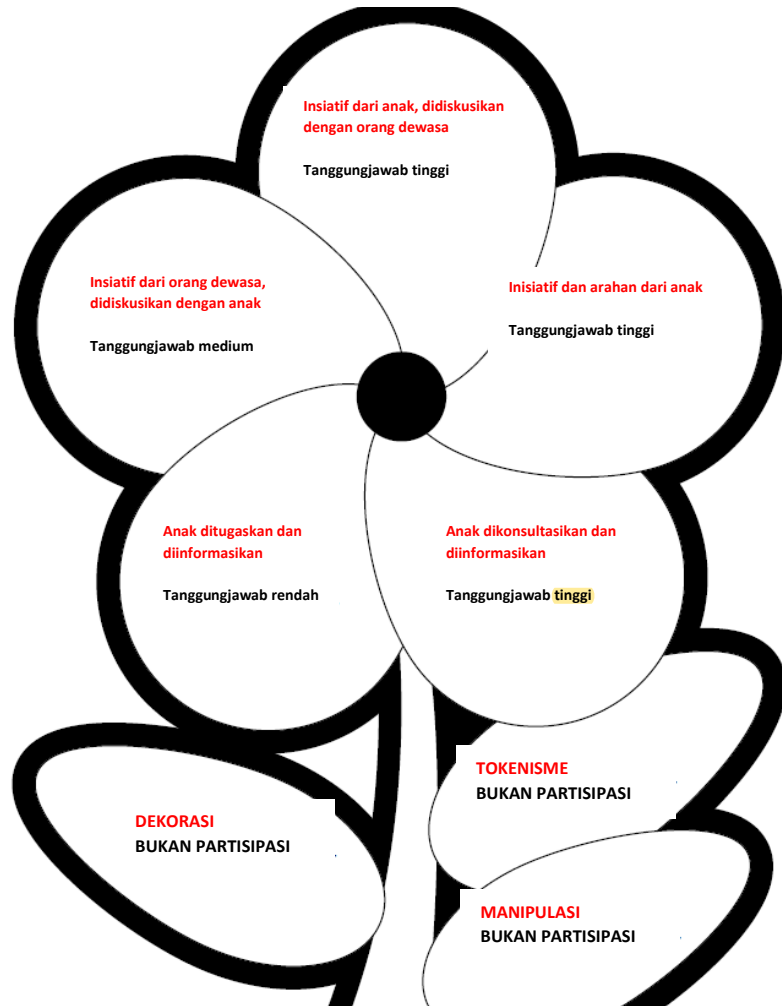 Insiatif dari anak, didiskusikan
dengan orang dewasa
Tanggungjawab tinggi
Insiatif dari orang dewasa,
didiskusikan dengan anak
Tanggungjawab medium
Inisiatif dan arahan dari anak
Tanggungjawab tinggi
Anak ditugaskan dan
diinformasikan
Tanggungjawab rendah
Anak dikonsultasikan dan
diinformasikan
Tanggungjawab tinggi
TOKENISME
BUKAN PARTISIPASI
DEKORASI
BUKAN PARTISIPASI
MANIPULASI
BUKAN PARTISIPASI